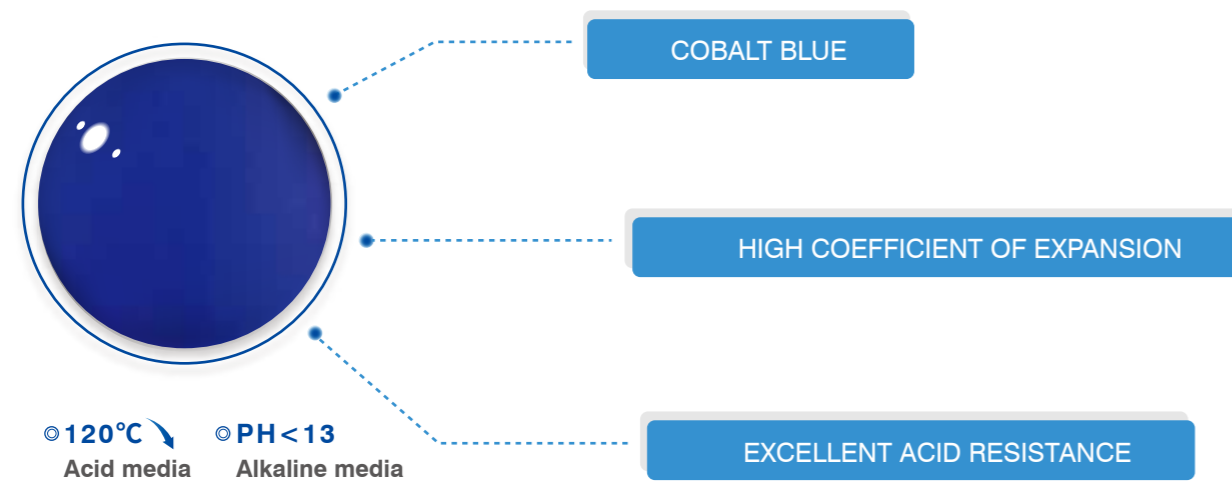 COBALT BLUE
HIGH COEFFICIENT OF EXPANSION
EXCELLENT ACID RESISTANCE
◎120℃ ◎PH<13
Acid media Alkaline media